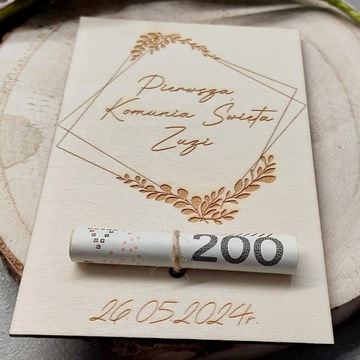 Pierwsza
Komunia Święta
Zuzi
200
26.05.2024r.